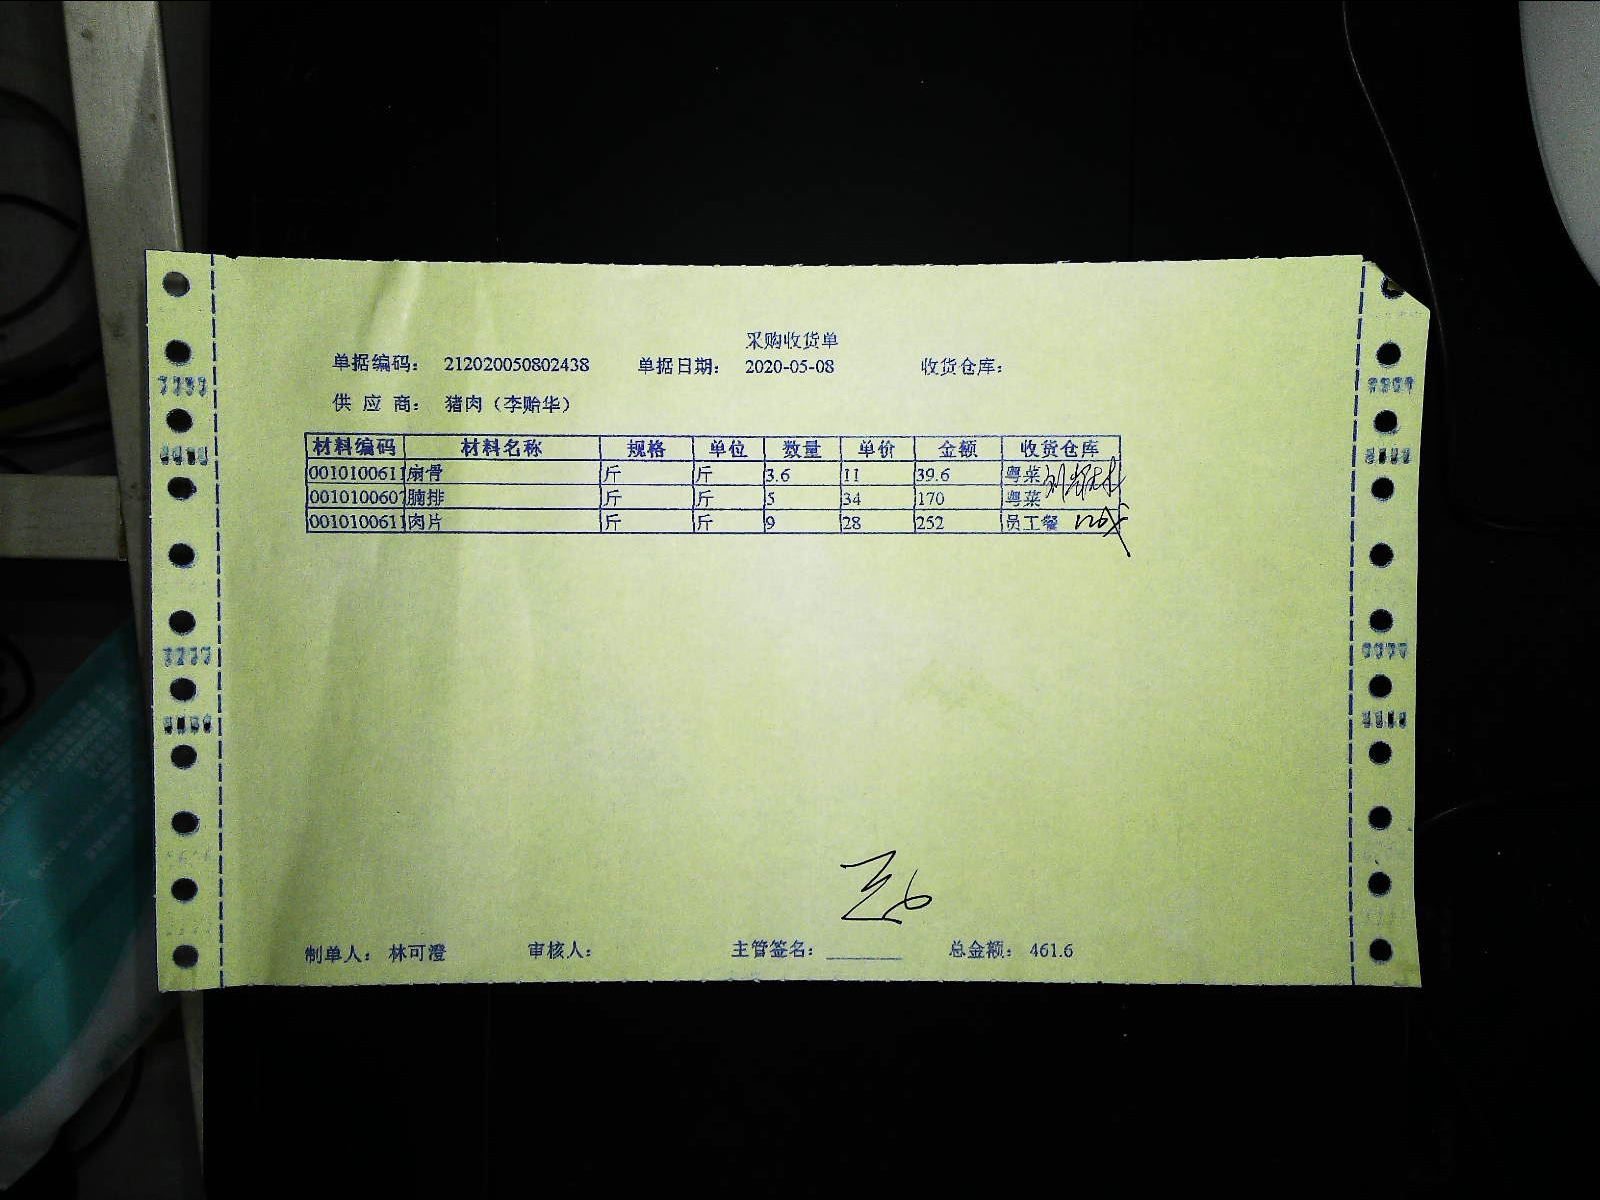 采购收货单
单据编码： 212020050802438 单据日期： 2020-05-08 收货仓库：
供 应 商： 猪肉（李贻华）
材料编码 材料名称 规格 单位 数量 单价 金额 收货仓库
0010100611 扇骨 斤 斤 3.6 11 39.6 粤菜
0010100607 腩排 斤 斤 5 34 170 粤菜
0010100611 肉片 斤 斤 9 28 252 员工餐
制单人： 林可澄 审核人： 主管签名： 总金额： 461.6